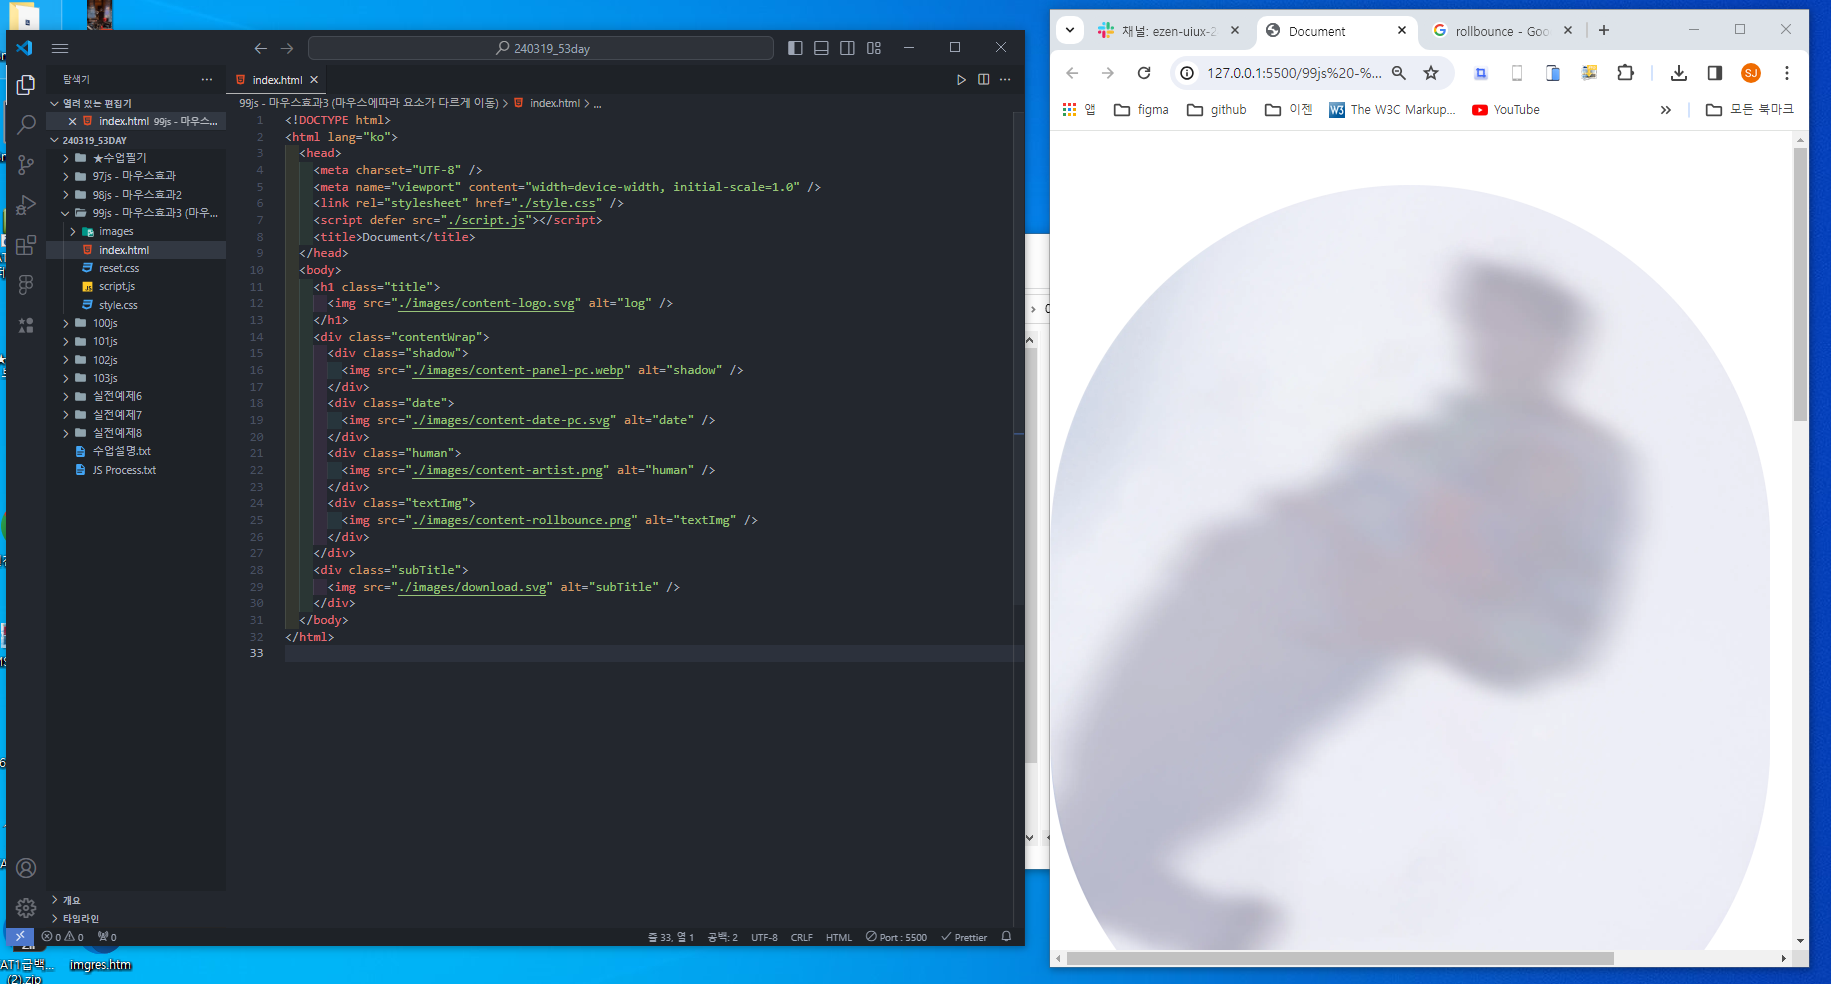 240319_53day
탐색기
index.html
열려 있는 편집기
index.html 99js - 마우스...
240319_53DAY
★수업필기
97js - 마우스효과
98js - 마우스효과2
99js - 마우스효과3 (마우...
images
index.html
reset.css
script.js
style.css
100js
101js
102js
103js
실전예제6
실전예제7
실전예제8
수업설명.txt
JS Process.txt
개요
타임라인
99js - 마우스효과3 (마우스에따라 요소가 다르게 이동) > index.html > ...
1 <!DOCTYPE html>
2 <html lang="ko">
3 <head>
4 <meta charset="UTF-8" />
5 <meta name="viewport" content="width=device-width, initial-scale=1.0" />
6 <link rel="stylesheet" href="./style.css" />
7 <script defer src="./script.js"></script>
8 <title>Document</title>
9 </head>
10 <body>
11 <h1 class="title">
12 <img src="./images/content-logo.svg" alt="log" />
13 </h1>
14 <div class="contentWrap">
15 <div class="shadow">
16 <img src="./images/content-panel-pc.webp" alt="shadow" />
17 </div>
18 <div class="date">
19 <img src="./images/content-date-pc.svg" alt="date" />
20 </div>
21 <div class="human">
22 <img src="./images/content-artist.png" alt="human" />
23 </div>
24 <div class="textImg">
25 <img src="./images/content-rollbounce.png" alt="textImg" />
26 </div>
27 </div>
28 <div class="subTitle">
29 <img src="./images/download.svg" alt="subTitle" />
30 </div>
31 </body>
32 </html>
33
0 0 0
줄 33, 열 1 공백: 2 UTF-8 CRLF HTML Port : 5500 Prettier
AT1급백...
(2).zip
imgres.htm
채널: ezen-uiux-2
Document
rollbounce - Goo
127.0.0.1:5500/99js%20-%...
SJ
앱 figma github 이젠 The W3C Markup... YouTube » 모든 북마크